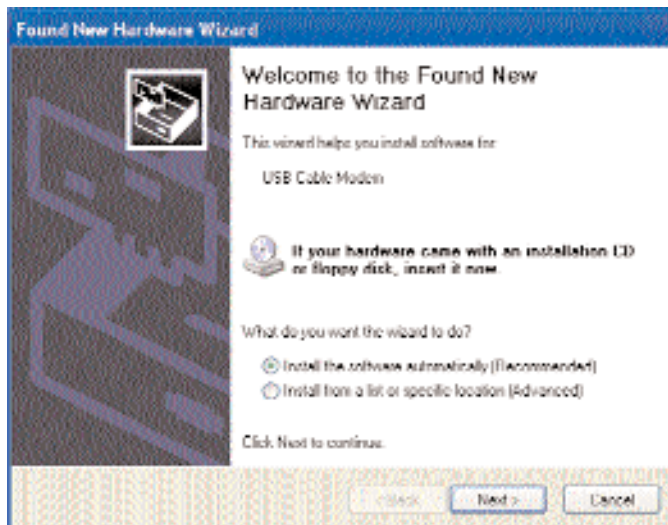 Found New Hardware Wizard
Welcome to the Found New
Hardware Wizard
This wizard helps you install software for:
USB Cable Modem
If your hardware came with an installation CD
or floppy disk, insert it now.
What do you want the wizard to do?
Install the software automatically (Recommended)
Install from a list or specific location (Advanced)
Click Next to continue.
< Back Next > Cancel